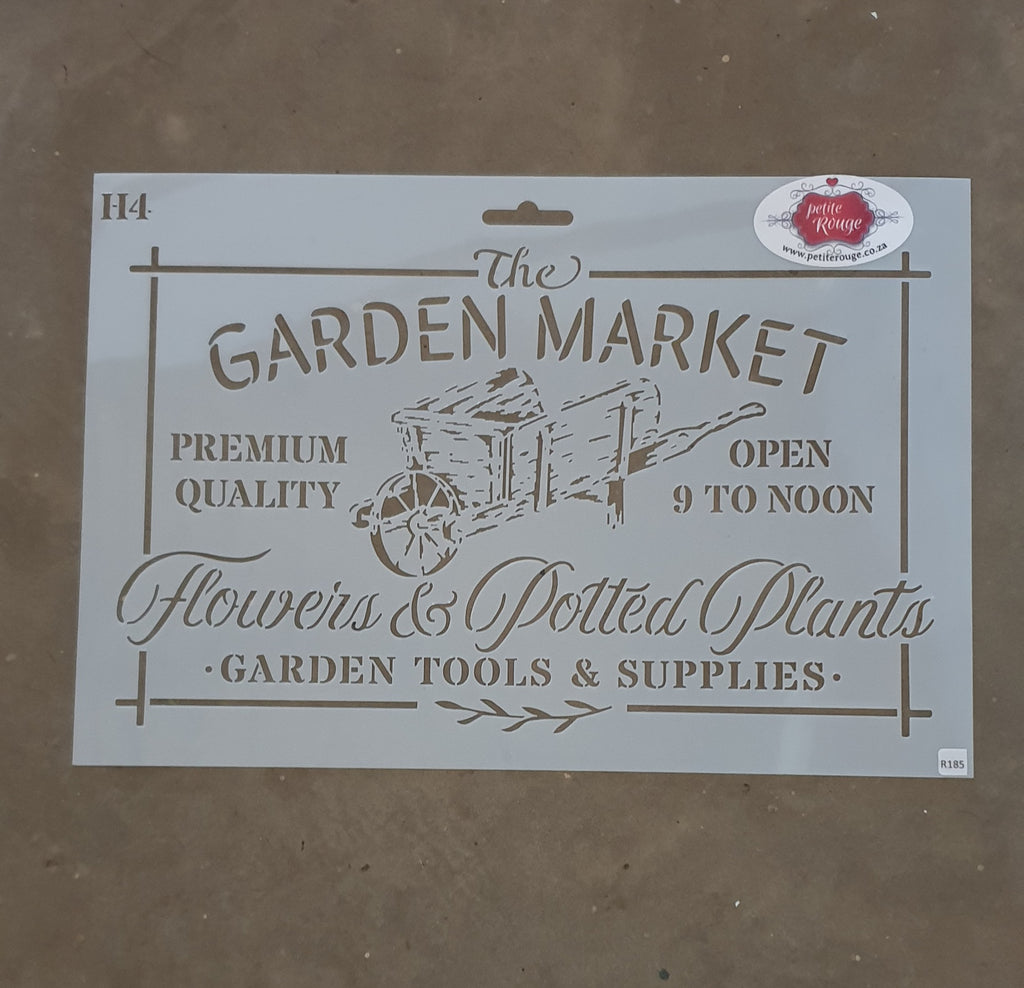 H4
petite
Rouge
www.petiterouge.co.za
The
GARDEN MARKET
PREMIUM
QUALITY
OPEN
9 TO NOON
Flowers & Potted Plants
·GARDEN TOOLS & SUPPLIES·
R185